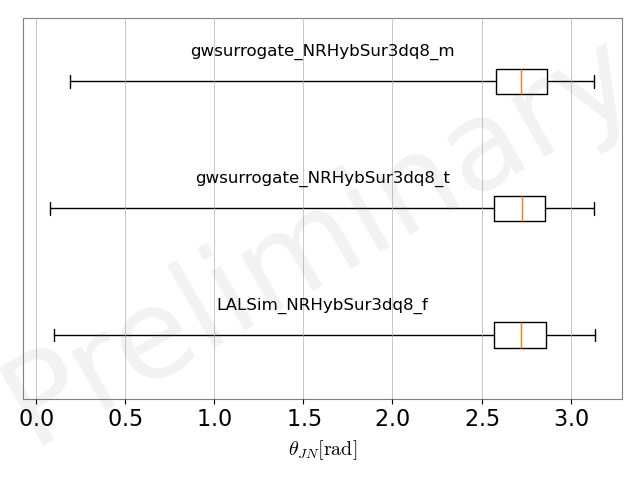 gwsurrogate_NRHybSur3dq8_m
gwsurrogate_NRHybSur3dq8_t
LALSim_NRHybSur3dq8_f
Preliminary
0.0 0.5 1.0 1.5 2.0 2.5 3.0
θ_JN[rad]